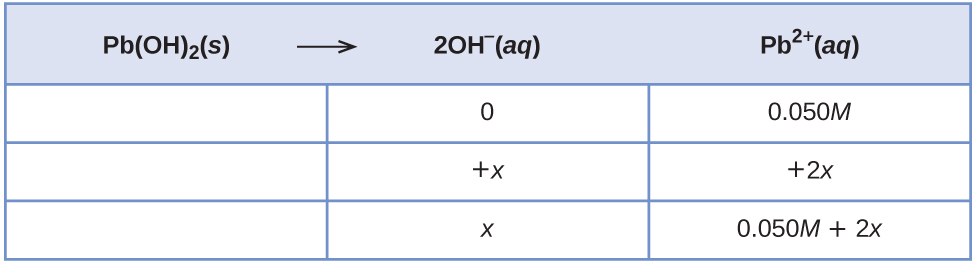 Pb(OH)₂(s) ⟶ 2OH⁻(aq) Pb²⁺(aq)
0 0.050M
+x +2x
x 0.050M + 2x